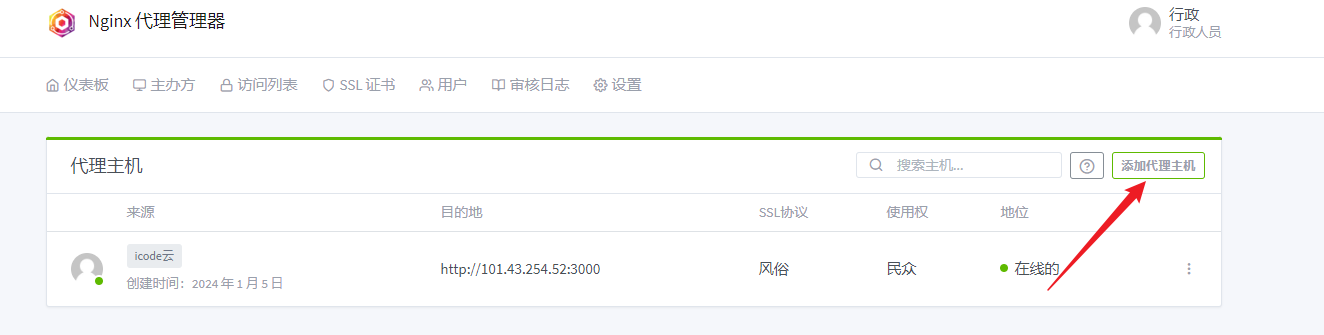 Nginx 代理管理器
行政
行政人员
仪表板 主办方 访问列表 SSL 证书 用户 审核日志 设置
代理主机 搜索主机... 添加代理主机
来源 目的地 SSL协议 使用权 地位
icode云
http://101.43.254.52:3000 风俗 民众 在线的
创建时间：2024 年 1 月 5 日